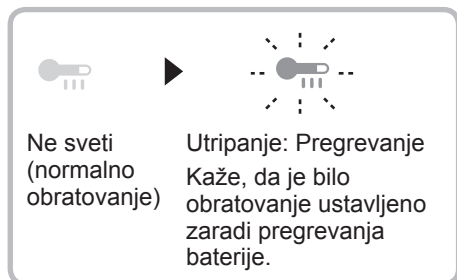 Ne sveti
(normalno
obratovanje)
Utripanje: Pregrevanje
Kaže, da je bilo
obratovanje ustavljeno
zaradi pregrevanja
baterije.